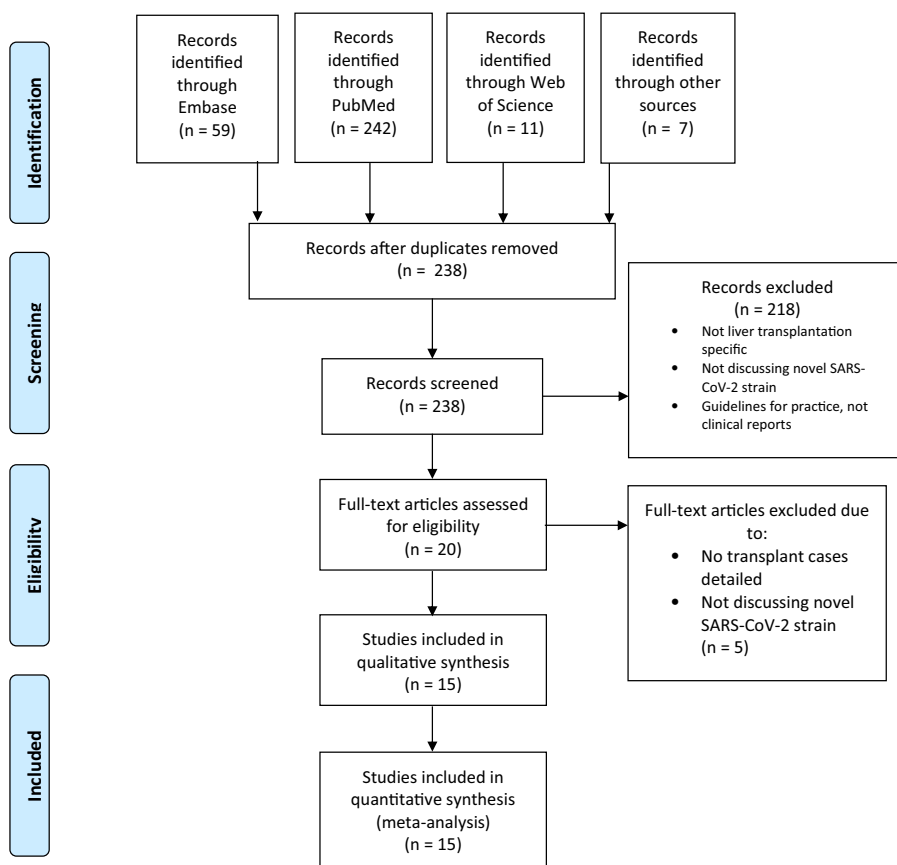 Identification
Records
identified
through
Embase
(n = 59)
Records
identified
through
PubMed
(n = 242)
Records
identified
through Web
of Science
(n = 11)
Records
identified
through other
sources
(n = 7)
Records after duplicates removed
(n = 238)
Screening
Records screened
(n = 238)
Records excluded
(n = 218)
• Not liver transplantation
specific
• Not discussing novel SARS-
CoV-2 strain
• Guidelines for practice, not
clinical reports
Eligibility
Full-text articles assessed
for eligibility
(n = 20)
Full-text articles excluded due
to:
• No transplant cases
detailed
• Not discussing novel
SARS-CoV-2 strain
(n = 5)
Studies included in
qualitative synthesis
(n = 15)
Included
Studies included in
quantitative synthesis
(meta-analysis)
(n = 15)